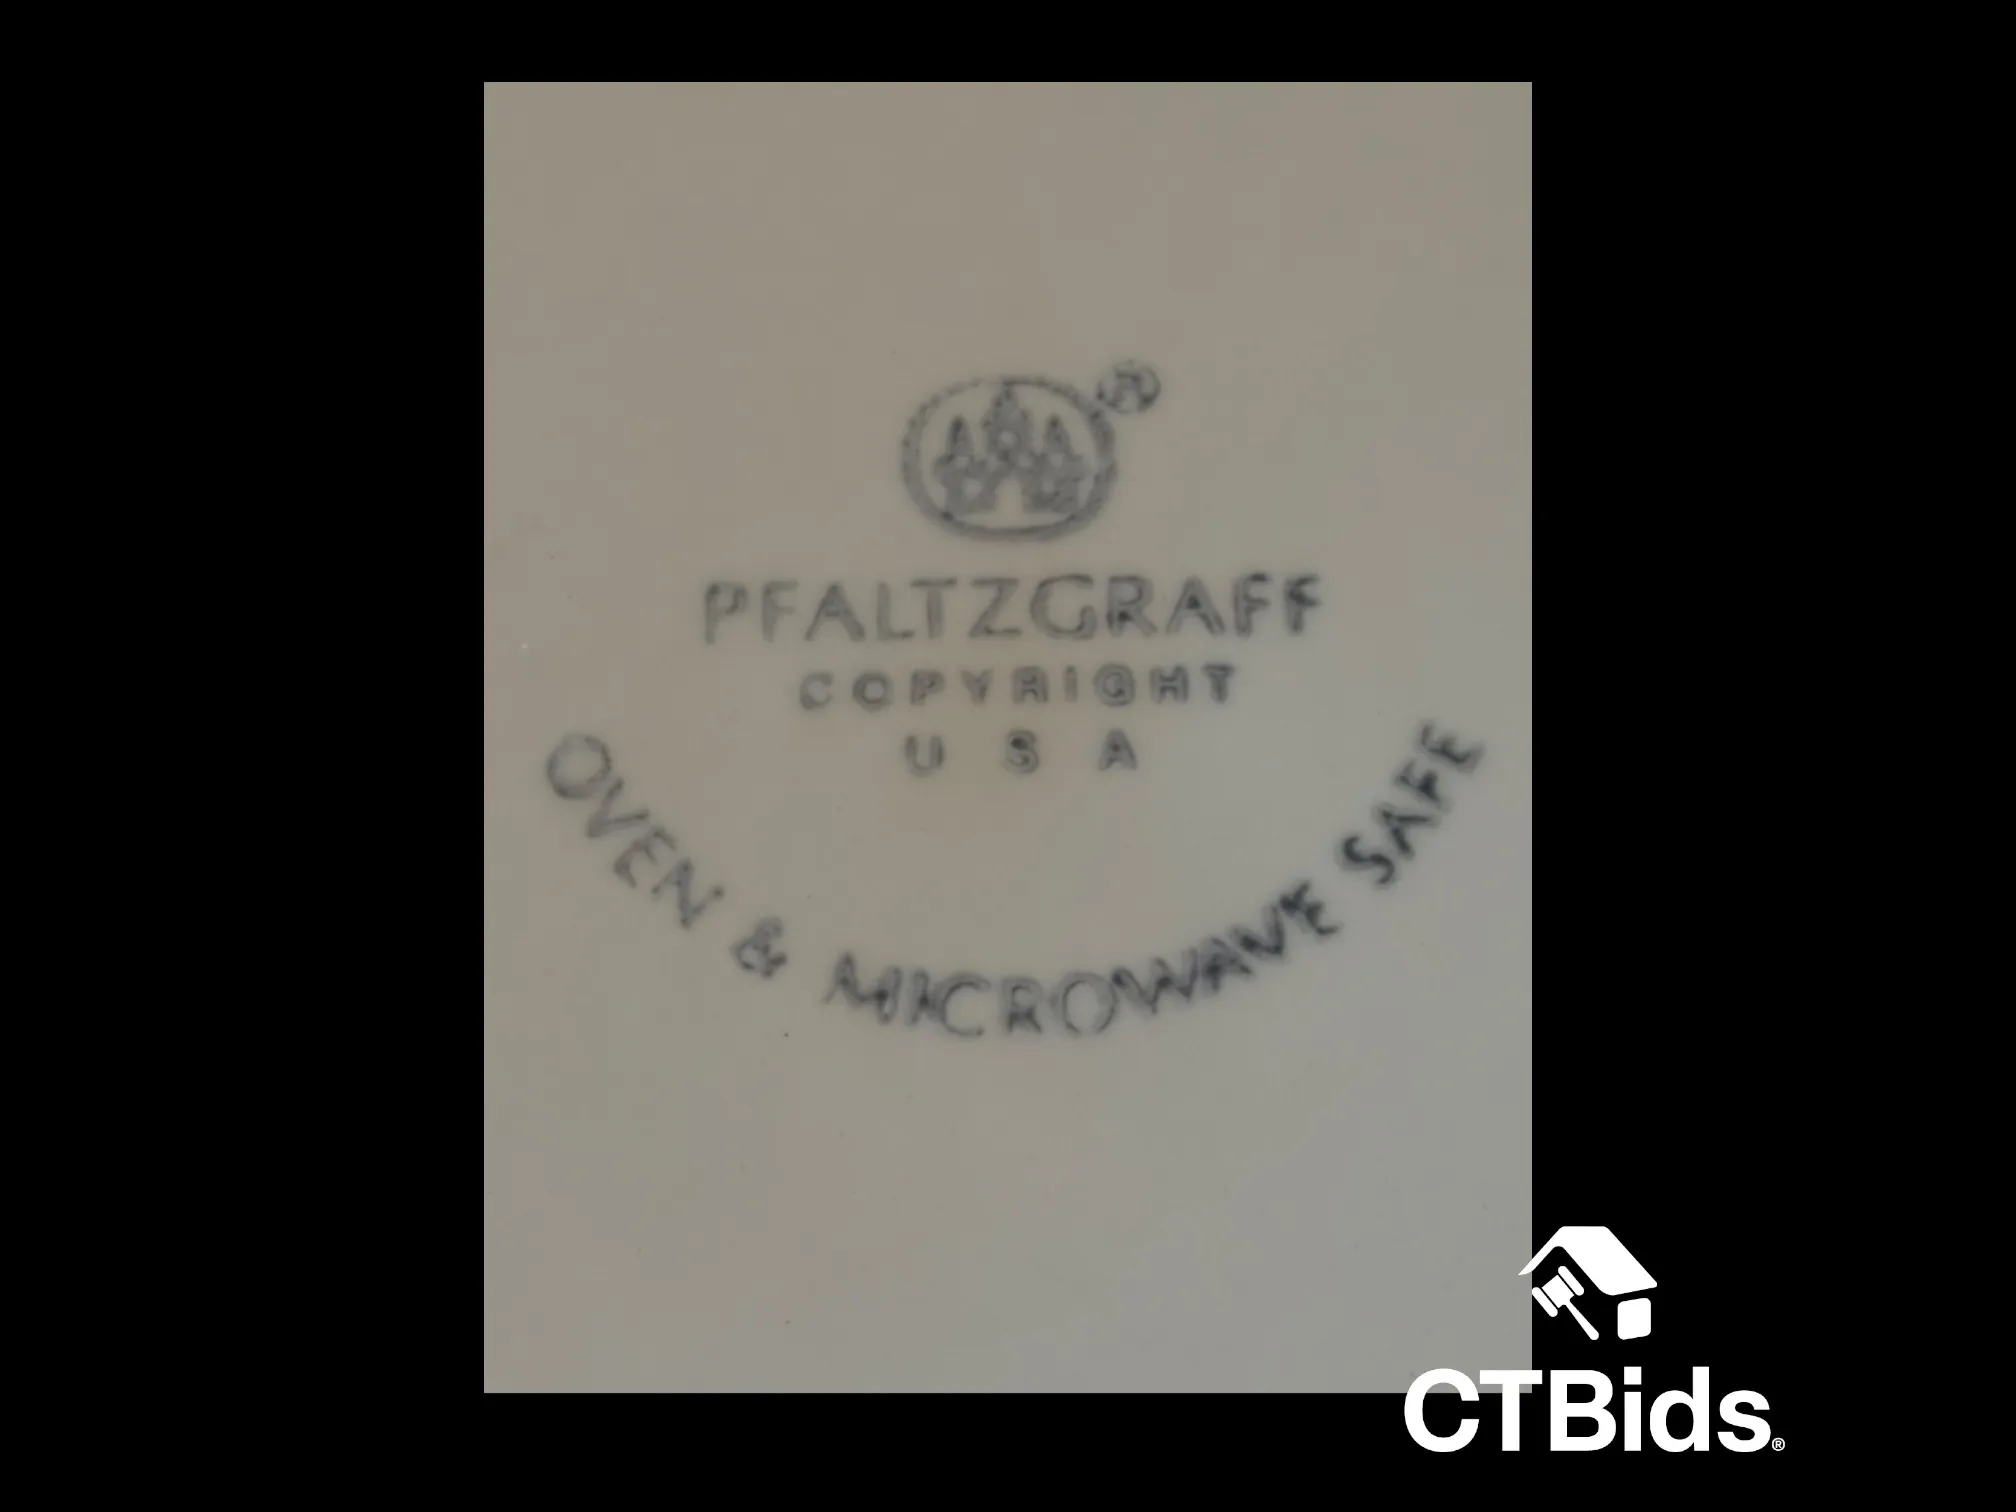 ®
PFALTZGRAFF
COPYRIGHT
U S A
OVEN & MICROWAVE SAFE
CTBids®